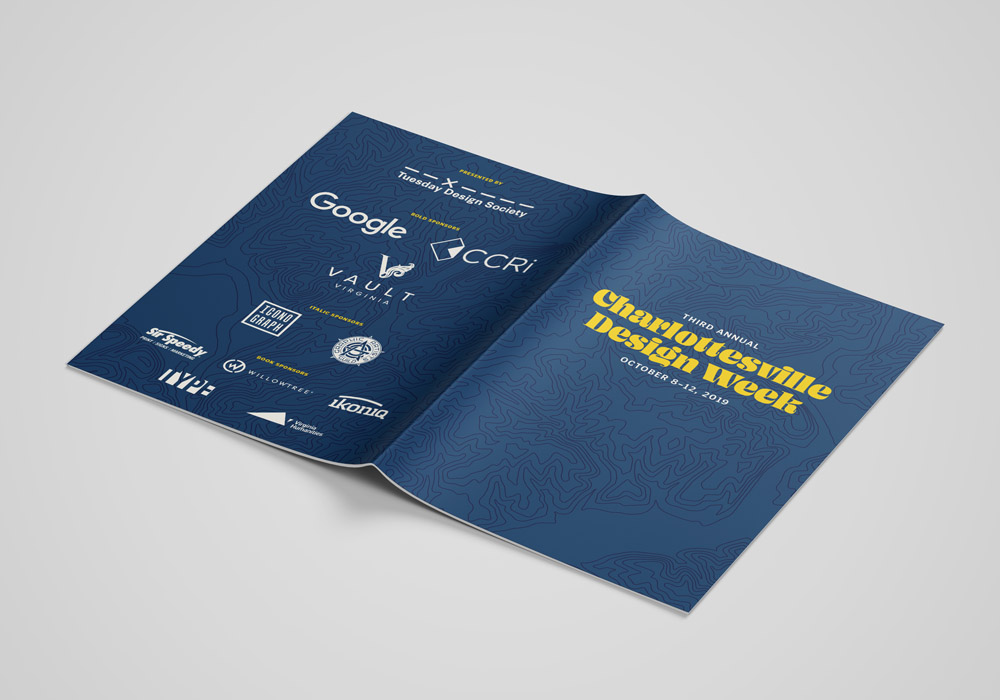 PRESENTED BY
Tuesday Design Society
BOLD SPONSORS
Google
CCRi
VAULT
VIRGINIA
ITALIC SPONSORS
ICONO
GRAPH
BOOK SPONSORS
Sir Speedy
PRINT · SIGNS · MARKETING
WILLOWTREE®
TYPE
ikoniq
Virginia
Humanities
THIRD ANNUAL
Charlottesville
Design Week
OCTOBER 8–12, 2019